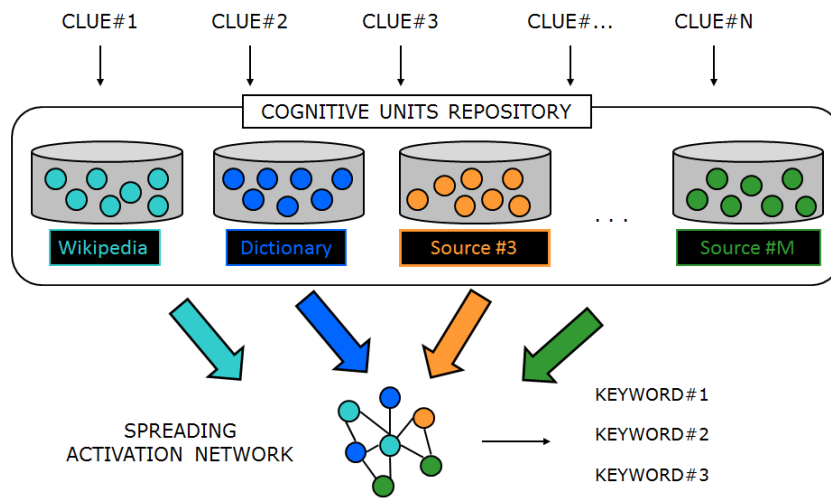 CLUE#1 CLUE#2 CLUE#3 CLUE#... CLUE#N
COGNITIVE UNITS REPOSITORY
. . .
Wikipedia Dictionary Source #3 Source #M
SPREADING
ACTIVATION NETWORK
KEYWORD#1
KEYWORD#2
KEYWORD#3